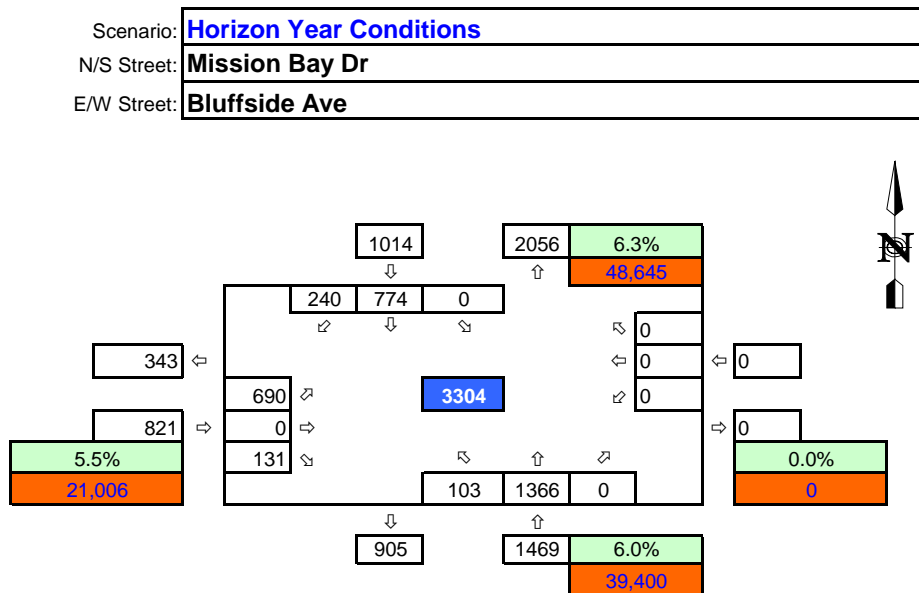 Scenario: Horizon Year Conditions
N/S Street: Mission Bay Dr
E/W Street: Bluffside Ave
N
1014 2056 6.3%
⇩ ⇧ 48,645
240 774 0
⬃ ⇩ ⬂ ⬁ 0
343 ⇦ ⇦ 0 ⇦ 0
690 ⬀ 3304 ⬃ 0
821 ⇨ 0 ⇨ ⇨ 0
5.5% 131 ⬂ ⬁ ⇧ ⬀ 0.0%
21,006 103 1366 0 0
⇩ ⇧
905 1469 6.0%
39,400